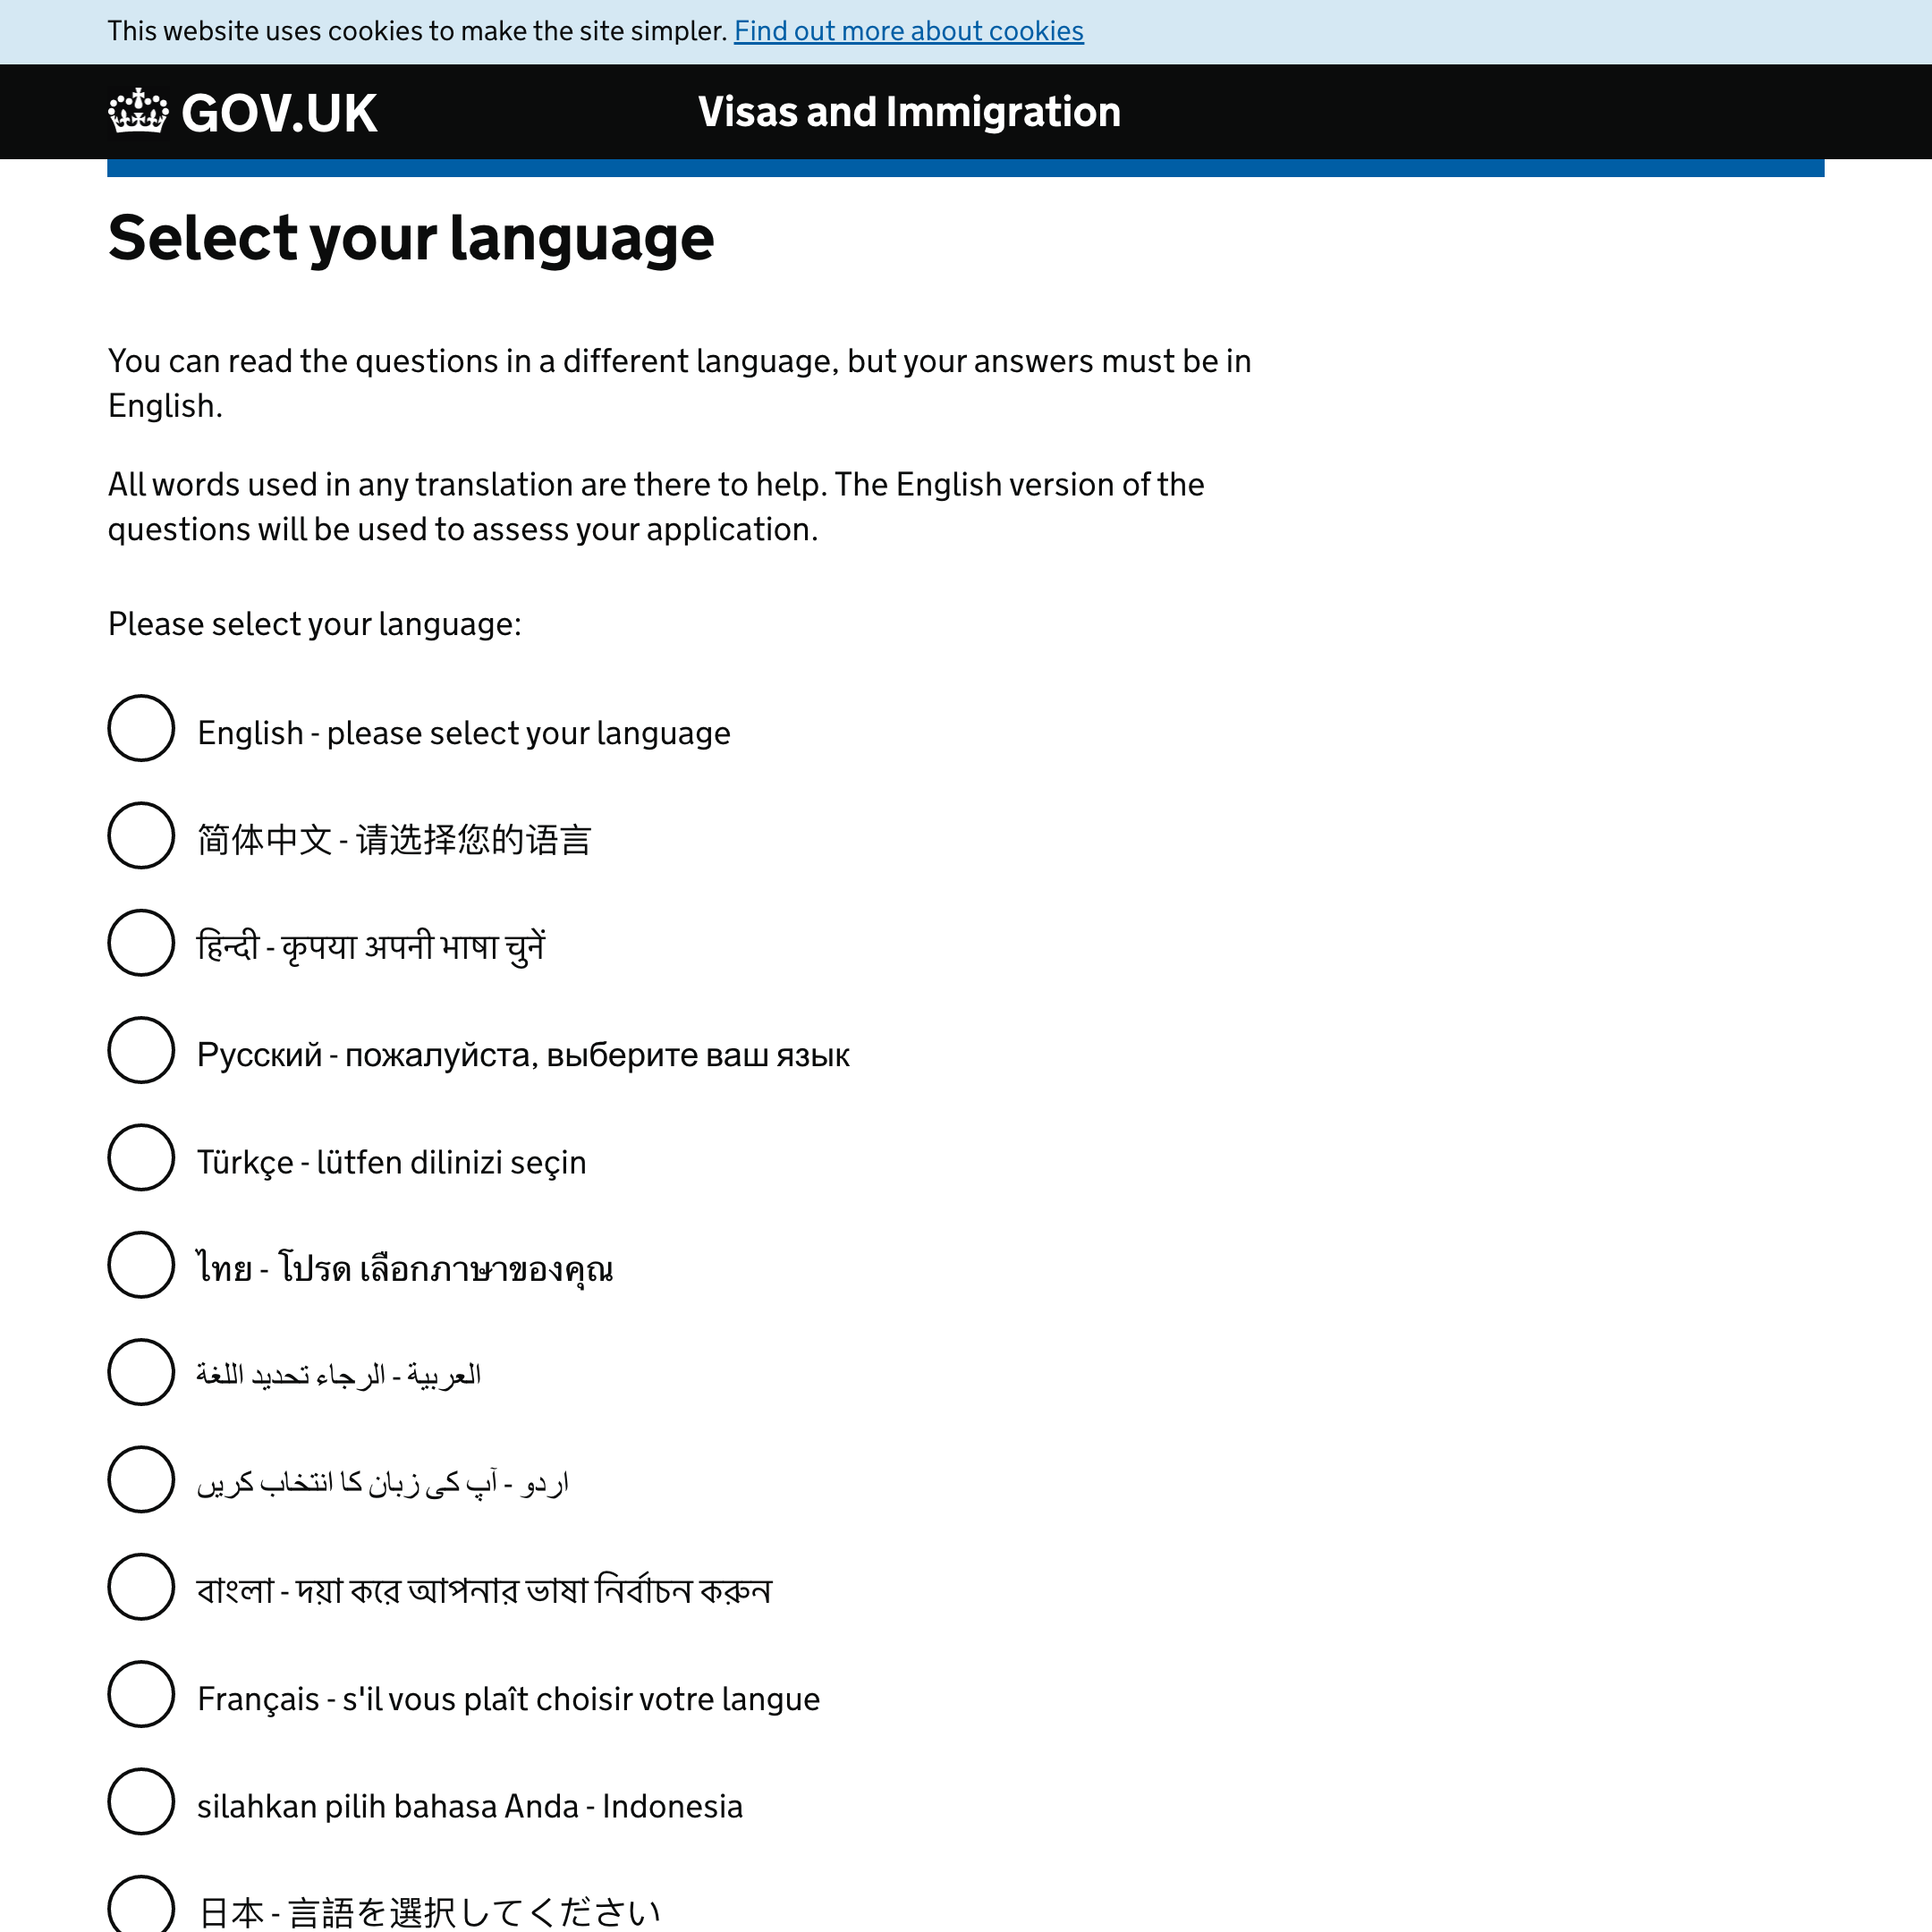 This website uses cookies to make the site simpler. Find out more about cookies
GOV.UK
Visas and Immigration
Select your language
You can read the questions in a different language, but your answers must be in
English.
All words used in any translation are there to help. The English version of the
questions will be used to assess your application.
Please select your language:
English - please select your language
简体中文 - 请选择您的语言
हिन्दी - कृपया अपनी भाषा चुनें
Русский - пожалуйста, выберите ваш язык
Türkçe - lütfen dilinizi seçin
ไทย - โปรด เลือกภาษาของคุณ
العربية - الرجاء تحديد اللغة
اردو - آپ کی زبان کا انتخاب کریں
বাংলা - দয়া করে আপনার ভাষা নির্বাচন করুন
Français - s'il vous plaît choisir votre langue
silahkan pilih bahasa Anda - Indonesia
日本 - 言語を選択してください